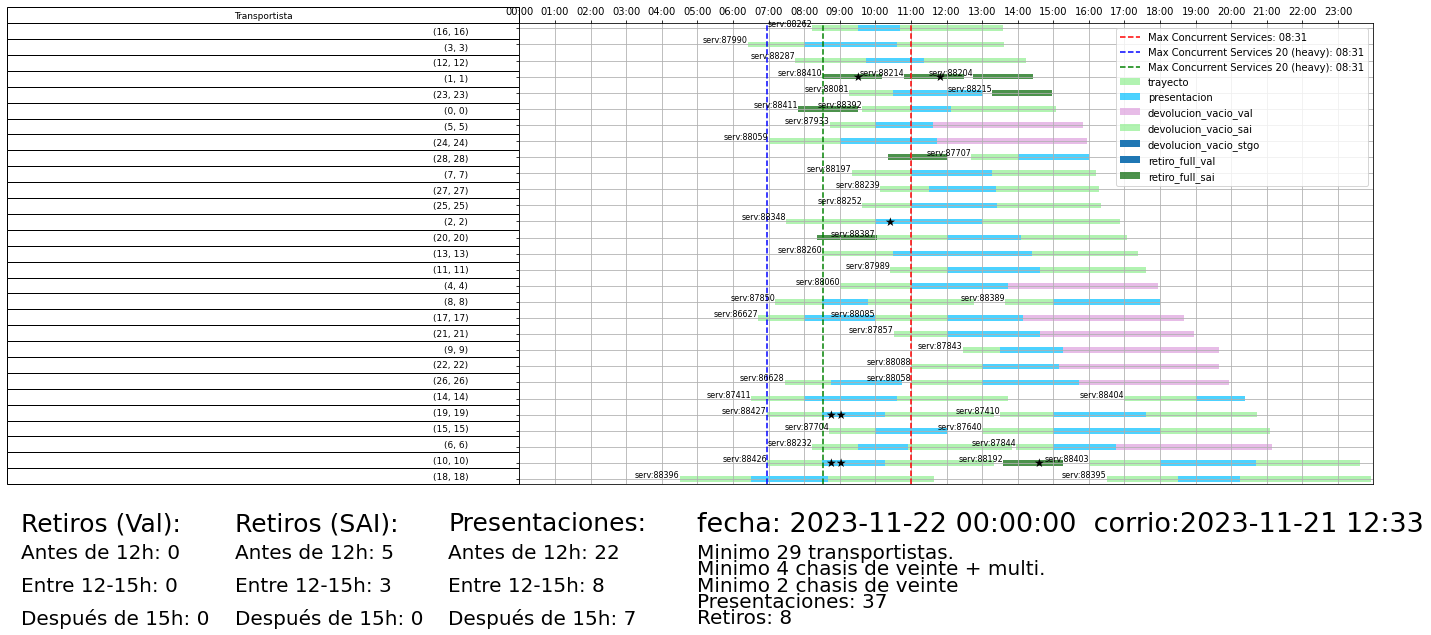 Transportista
00:00 01:00 02:00 03:00 04:00 05:00 06:00 07:00 08:00 09:00 10:00 11:00 12:00 13:00 14:00 15:00 16:00 17:00 18:00 19:00 20:00 21:00 22:00 23:00
(16, 16) serv:88262
(3, 3) serv:87990
(12, 12) serv:88287
(1, 1) serv:88410 serv:88214 serv:88204
(23, 23) serv:88081 serv:88215
(0, 0) serv:88411 serv:88392
(5, 5) serv:87933
(24, 24) serv:88059
(28, 28) serv:87707
(7, 7) serv:88197
(27, 27) serv:88239
(25, 25) serv:88252
(2, 2) serv:88348
(20, 20) serv:88387
(13, 13) serv:88260
(11, 11) serv:87989
(4, 4) serv:88060
(8, 8) serv:87850 serv:88389
(17, 17) serv:86627 serv:88085
(21, 21) serv:87857
(9, 9) serv:87843
(22, 22) serv:88088
(26, 26) serv:86628 serv:88058
(14, 14) serv:87411 serv:88404
(19, 19) serv:88427 serv:87410
(15, 15) serv:87704 serv:87640
(6, 6) serv:88232 serv:87844
(10, 10) serv:88426 serv:88192 serv:88403
(18, 18) serv:88396 serv:88395
Max Concurrent Services: 08:31
Max Concurrent Services 20 (heavy): 08:31
Max Concurrent Services 20 (heavy): 08:31
trayecto
presentacion
devolucion_vacio_val
devolucion_vacio_sai
devolucion_vacio_stgo
retiro_full_val
retiro_full_sai
Retiros (Val):
Antes de 12h: 0
Entre 12-15h: 0
Después de 15h: 0
Retiros (SAI):
Antes de 12h: 5
Entre 12-15h: 3
Después de 15h: 0
Presentaciones:
Antes de 12h: 22
Entre 12-15h: 8
Después de 15h: 7
fecha: 2023-11-22 00:00:00 corrio:2023-11-21 12:33
Minimo 29 transportistas.
Minimo 4 chasis de veinte + multi.
Minimo 2 chasis de veinte
Presentaciones: 37
Retiros: 8